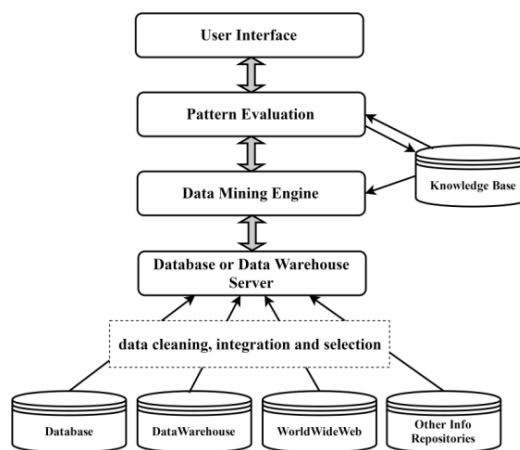 User Interface
Pattern Evaluation
Data Mining Engine
Knowledge Base
Database or Data Warehouse
Server
data cleaning, integration and selection
Database
DataWarehouse
WorldWideWeb
Other Info
Repositories